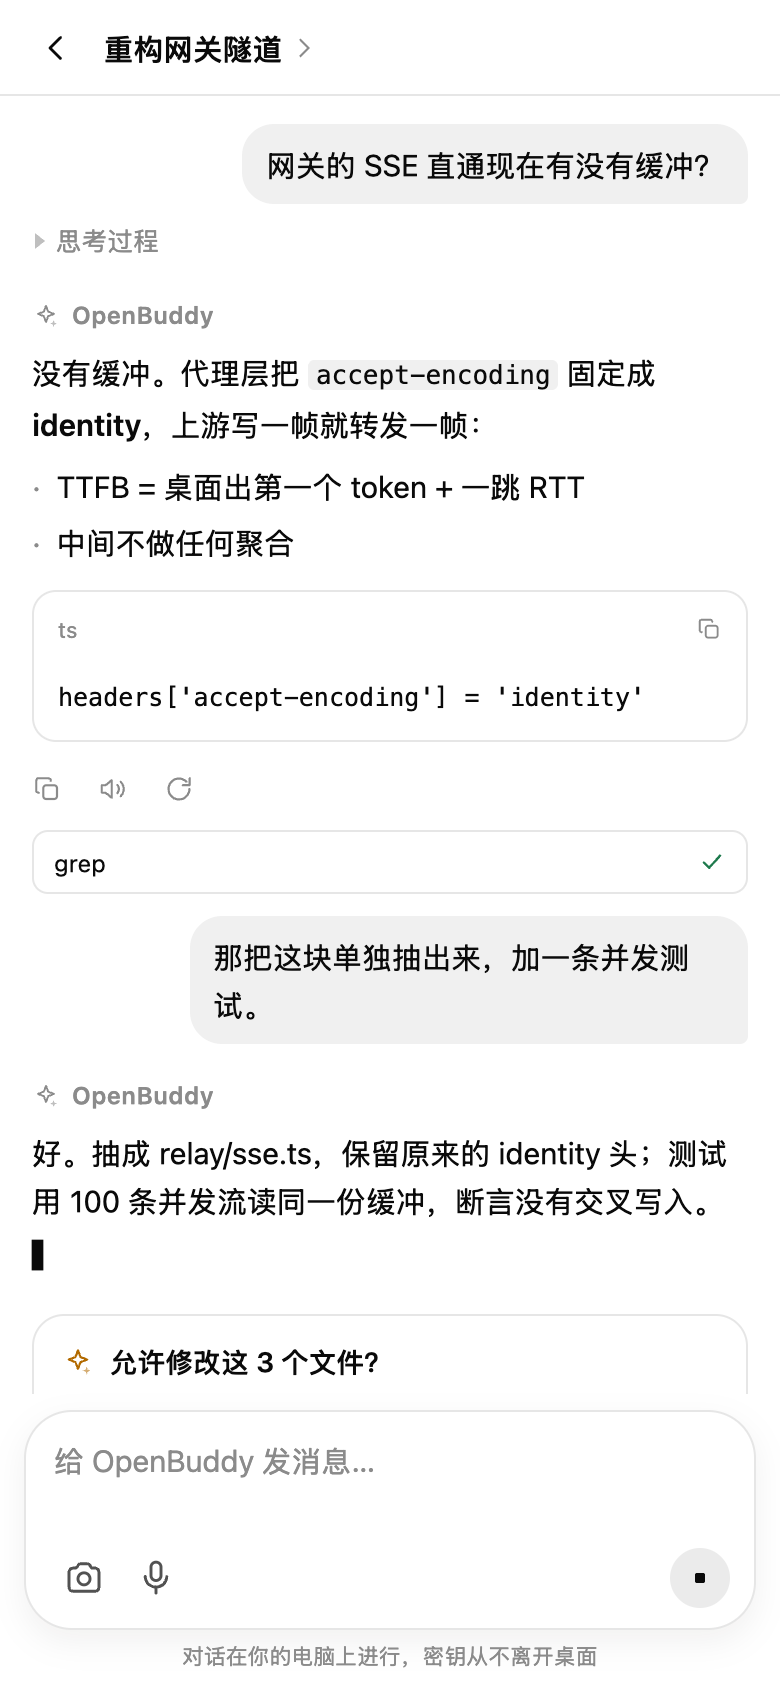 重构网关隧道
网关的 SSE 直通现在有没有缓冲?
思考过程
OpenBuddy
没有缓冲。代理层把 accept-encoding 固定成
identity，上游写一帧就转发一帧：
· TTFB = 桌面出第一个 token + 一跳 RTT
· 中间不做任何聚合
ts
headers['accept-encoding'] = 'identity'
grep
那把这块单独抽出来，加一条并发测
试。
OpenBuddy
好。抽成 relay/sse.ts，保留原来的 identity 头；测试
用 100 条并发流读同一份缓冲，断言没有交叉写入。
允许修改这 3 个文件?
给 OpenBuddy 发消息…
对话在你的电脑上进行，密钥从不离开桌面